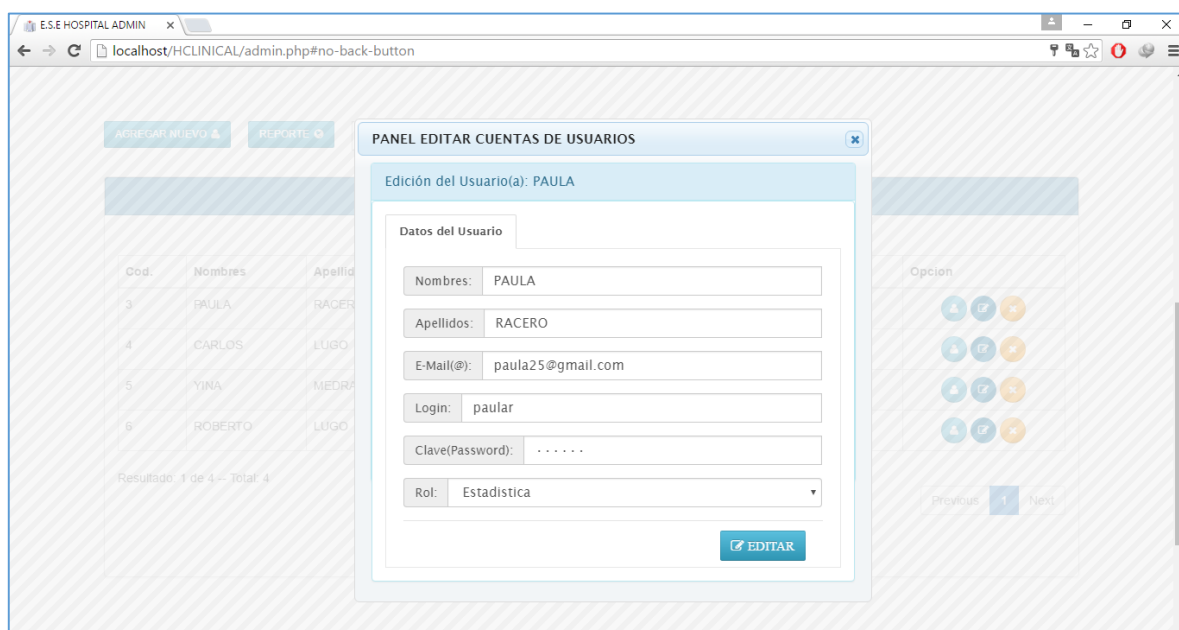 E.S.E HOSPITAL ADMIN
localhost/HCLINICAL/admin.php#no-back-button
AGREGAR NUEVO REPORTE
PANEL EDITAR CUENTAS DE USUARIOS
Edición del Usuario(a): PAULA
Datos del Usuario
Cod. Nombres Apellid Opcion
Nombres: PAULA
3 PAULA RACER
Apellidos: RACERO
4 CARLOS LUGO
E-Mail(@): paula25@gmail.com
5 YINA MEDRA
Login: paular
6 ROBERTO LUGO
Clave(Password): ······
Resultado: 1 de 4 -- Total: 4
Rol: Estadistica
Previous 1 Next
EDITAR